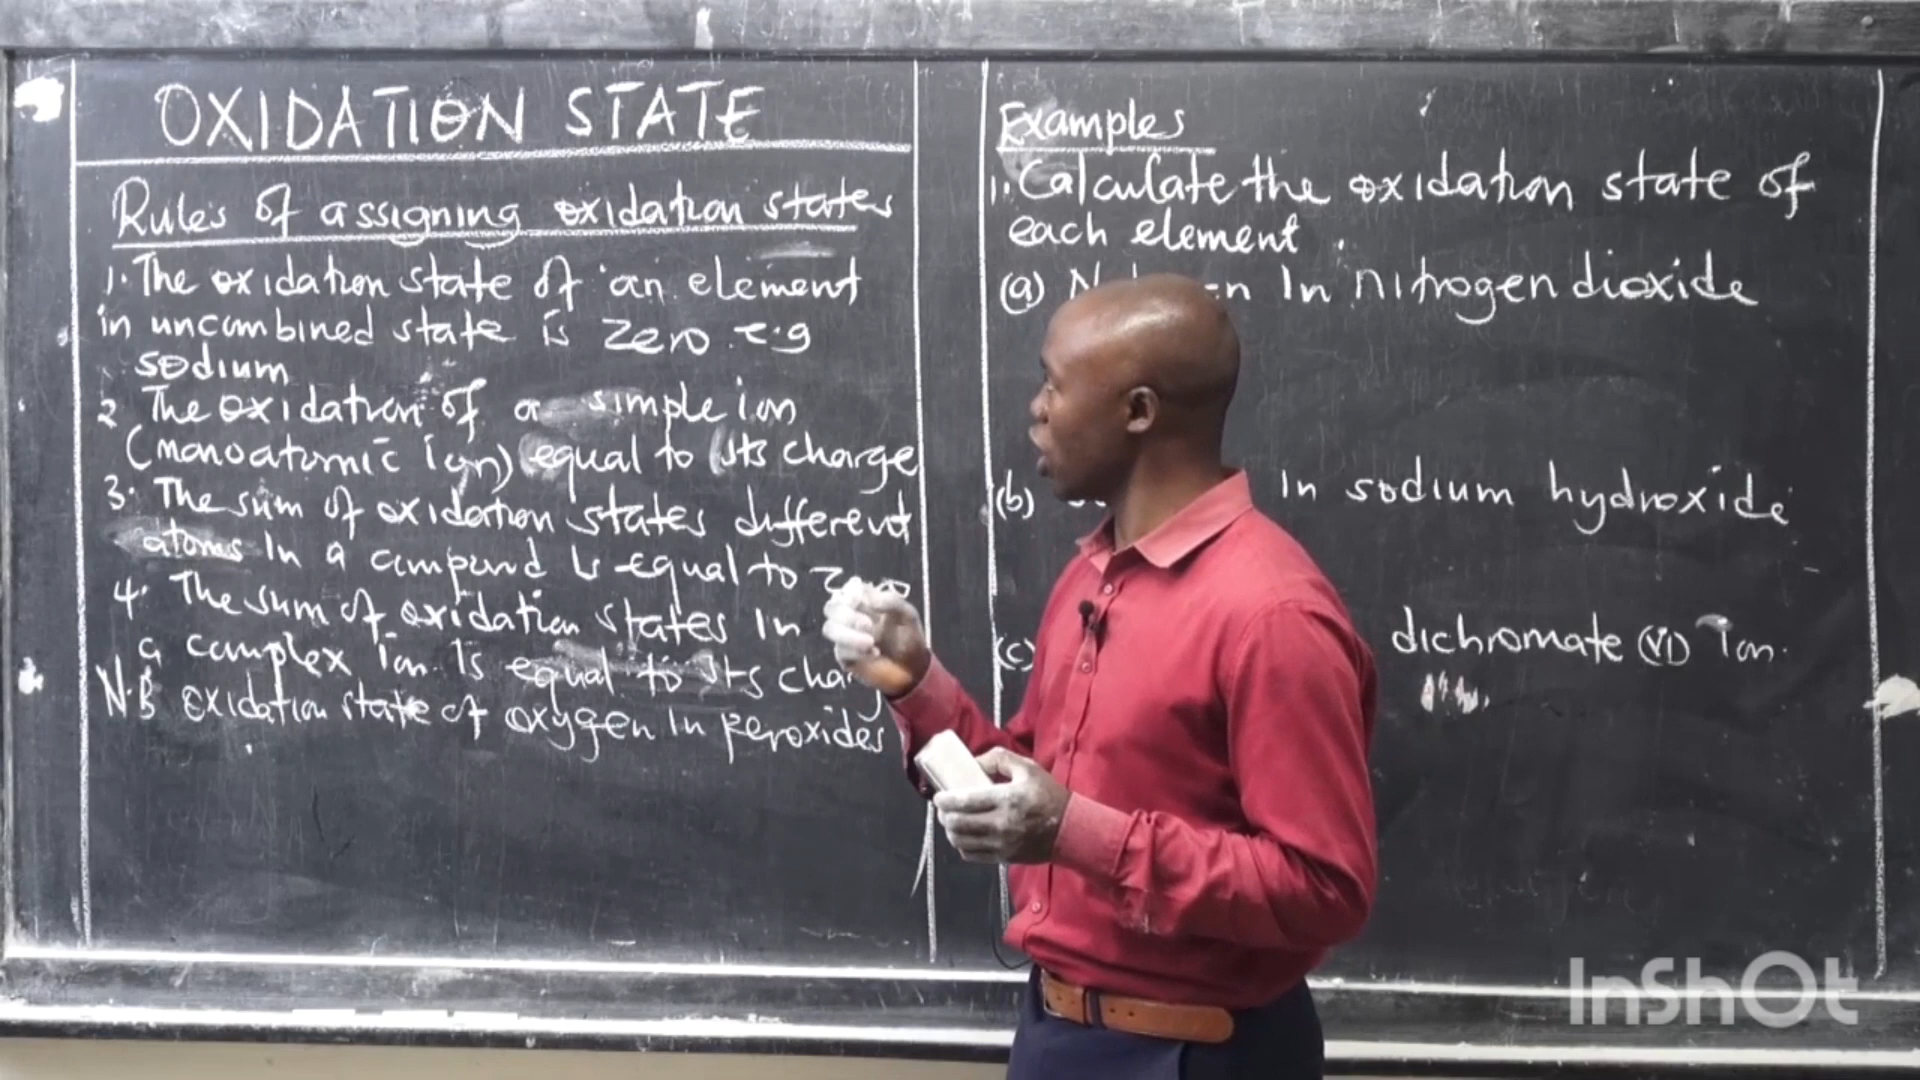 OXIDATION STATE
Rules of assigning oxidation states
1. The oxidation state of an element
in uncombined state is zero e.g
sodium
2 The oxidation of a simple ion
(monoatomic ion) equal to its charge
3. The sum of oxidation states different
atoms in a compund is equal to zero
4. The sum of oxidation states in
a complex ion is equal to its
N.B oxidation state of oxygen in peroxides
Examples
1. Calculate the oxidation state of
each element.
(a) In nitrogen dioxide
(b) In sodium hydroxide
(c) dichromate (VI) ion.
InShOt